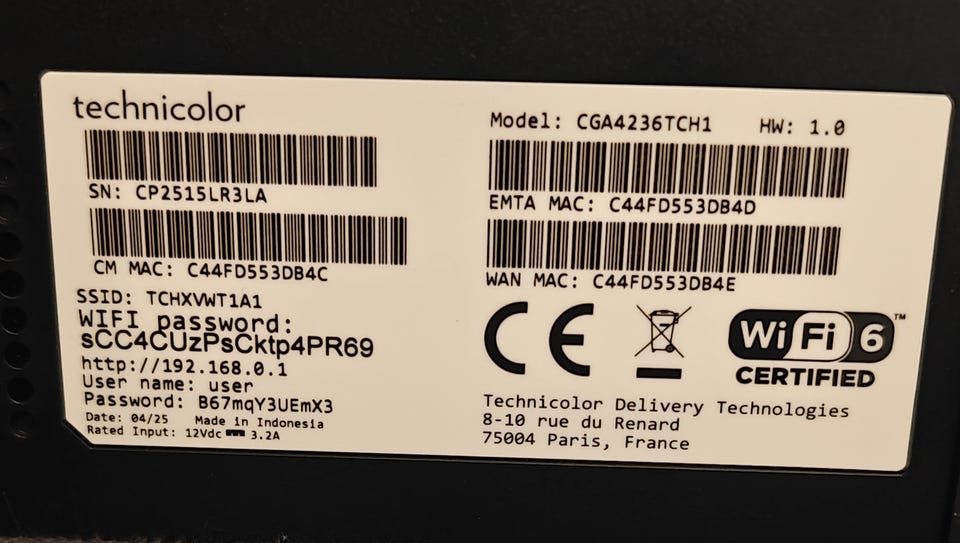 technicolor
SN: CP2515LR3LA
CM MAC: C44FD553DB4C
SSID: TCHXVWT1A1
WIFI password:
sCC4CUzPsCktp4PR69
http://192.168.0.1
User name: user
Password: B67mqY3UEmX3
Date: 04/25 Made in Indonesia
Rated Input: 12Vdc 3.2A
Model: CGA4236TCH1 HW: 1.0
EMTA MAC: C44FD553DB4D
WAN MAC: C44FD553DB4E
CE
Wi Fi 6 ™
CERTIFIED
Technicolor Delivery Technologies
8-10 rue du Renard
75004 Paris, France